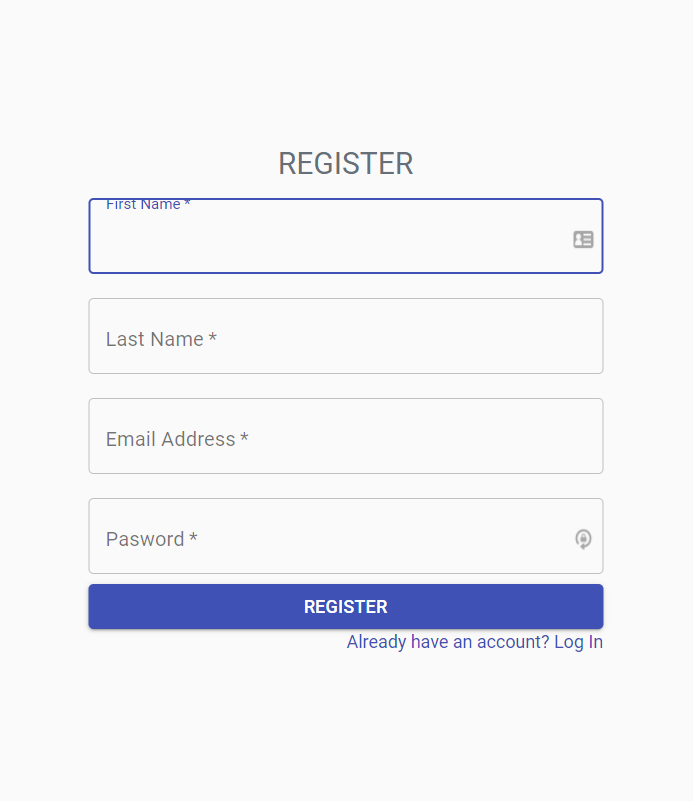 REGISTER
First Name *
Last Name *
Email Address *
Pasword *
REGISTER
Already have an account? Log In